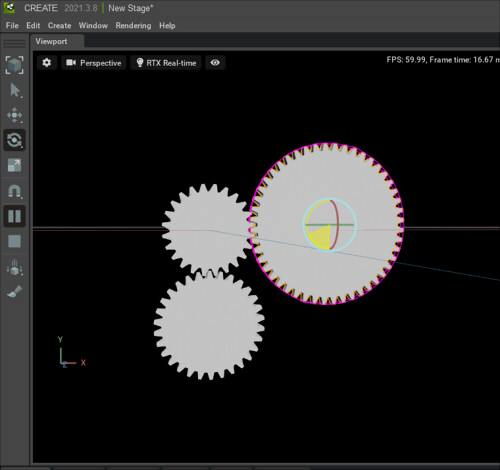 CREATE 2021.3.8 | New Stage*
File Edit Create Window Rendering Help
Viewport
Perspective RTX Real-time FPS: 59.99, Frame time: 16.67 m
Y
Z X